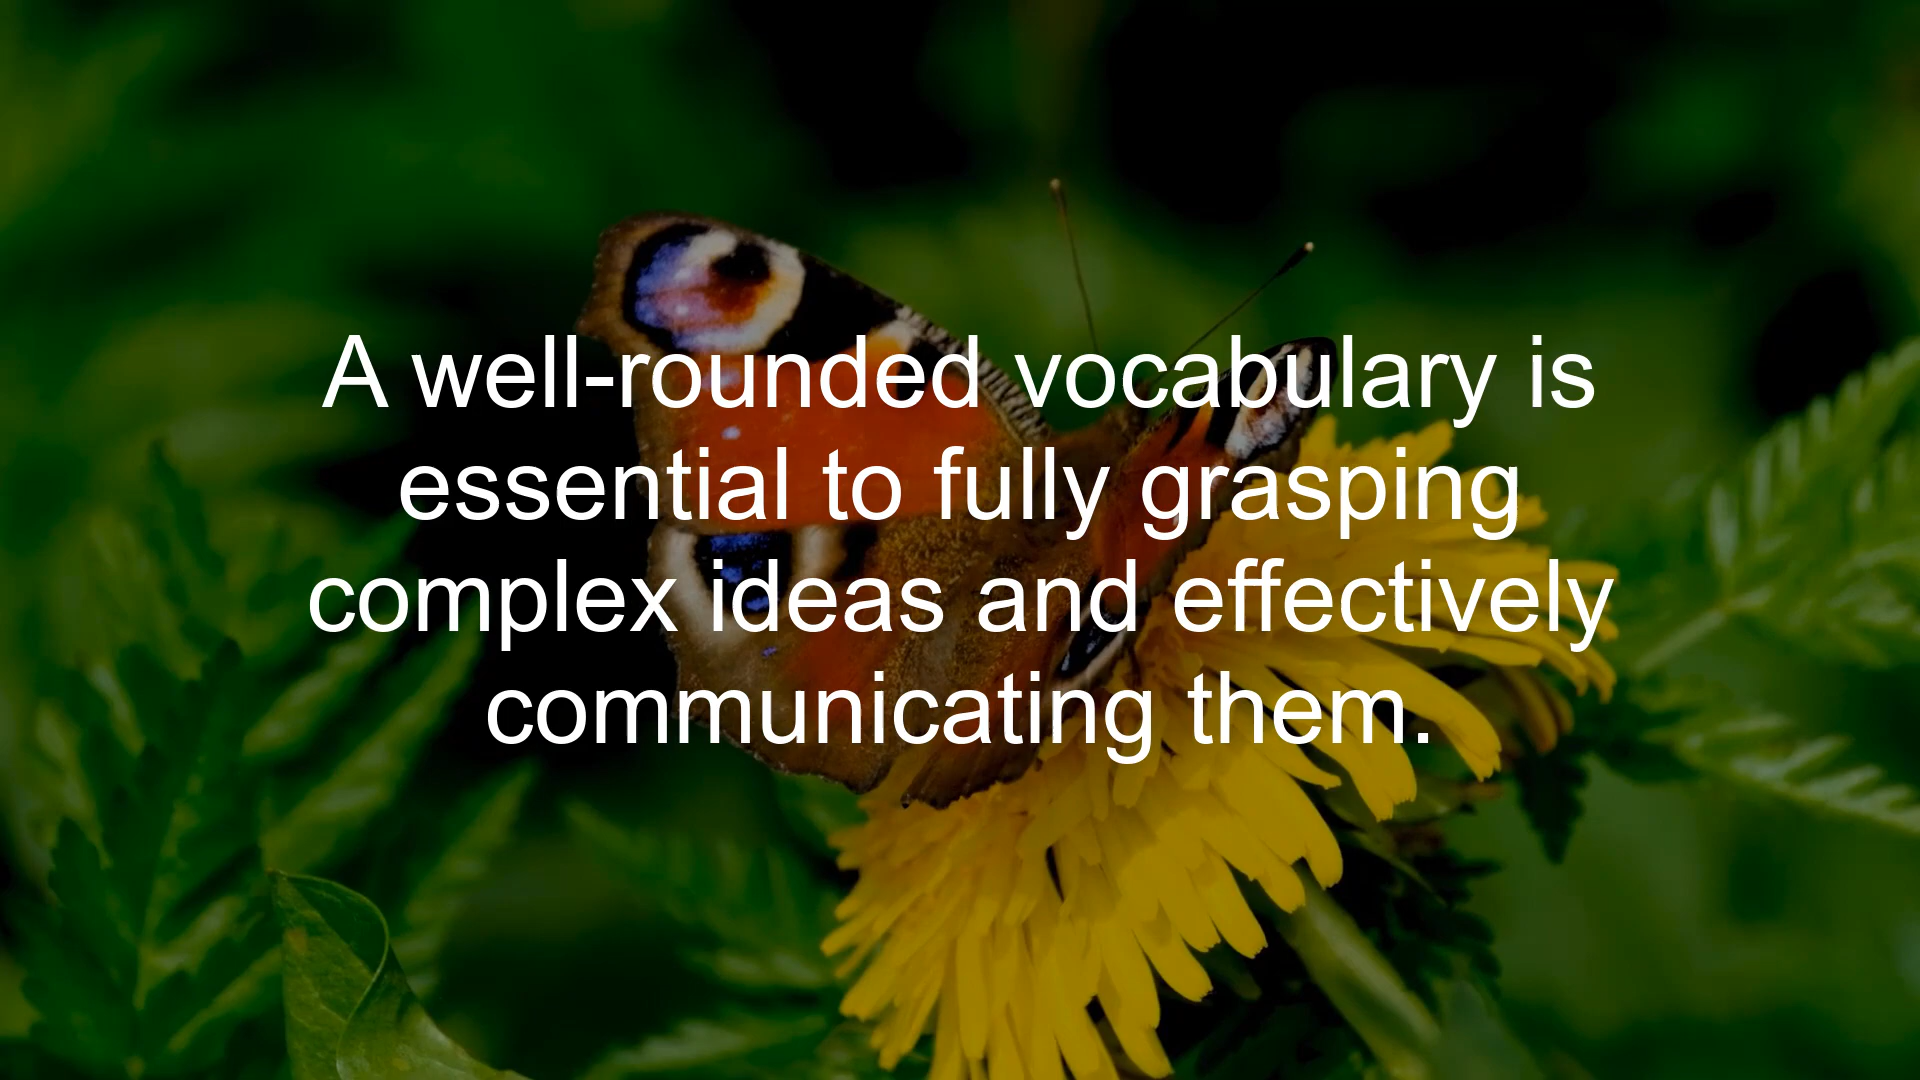 A well-rounded vocabulary is
essential to fully grasping
complex ideas and effectively
communicating them.